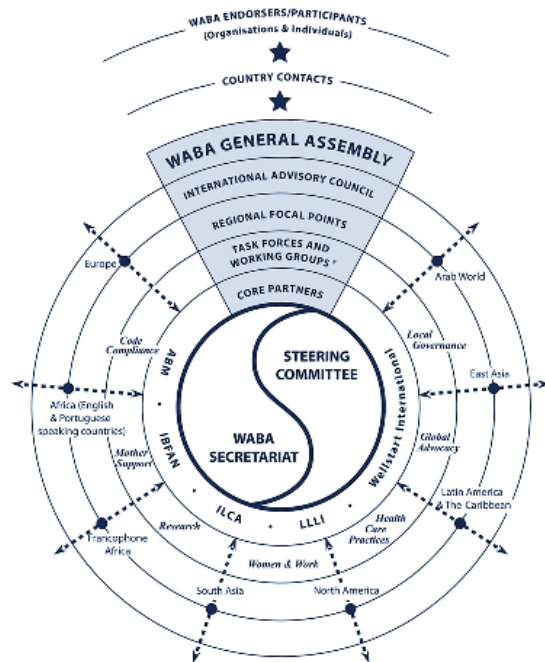 WABA ENDORSERS/PARTICIPANTS
(Organisations & Individuals)
COUNTRY CONTACTS
WABA GENERAL ASSEMBLY
INTERNATIONAL ADVISORY COUNCIL
REGIONAL FOCAL POINTS
TASK FORCES AND
WORKING GROUPS
CORE PARTNERS
Europe
Arab World
STEERING
COMMITTEE
WABA
SECRETARIAT
Code
Compliance
Local
Governance
ABM
Wellstart International
East Asia
Africa (English
& Portuguese
speaking countries)
IBFAN
Mother
Support
Global
Advocacy
Latin America
& The Caribbean
ILCA
LLLI
Research
Health
Care
Practices
Francophone
Africa
Women & Work
South Asia
North America